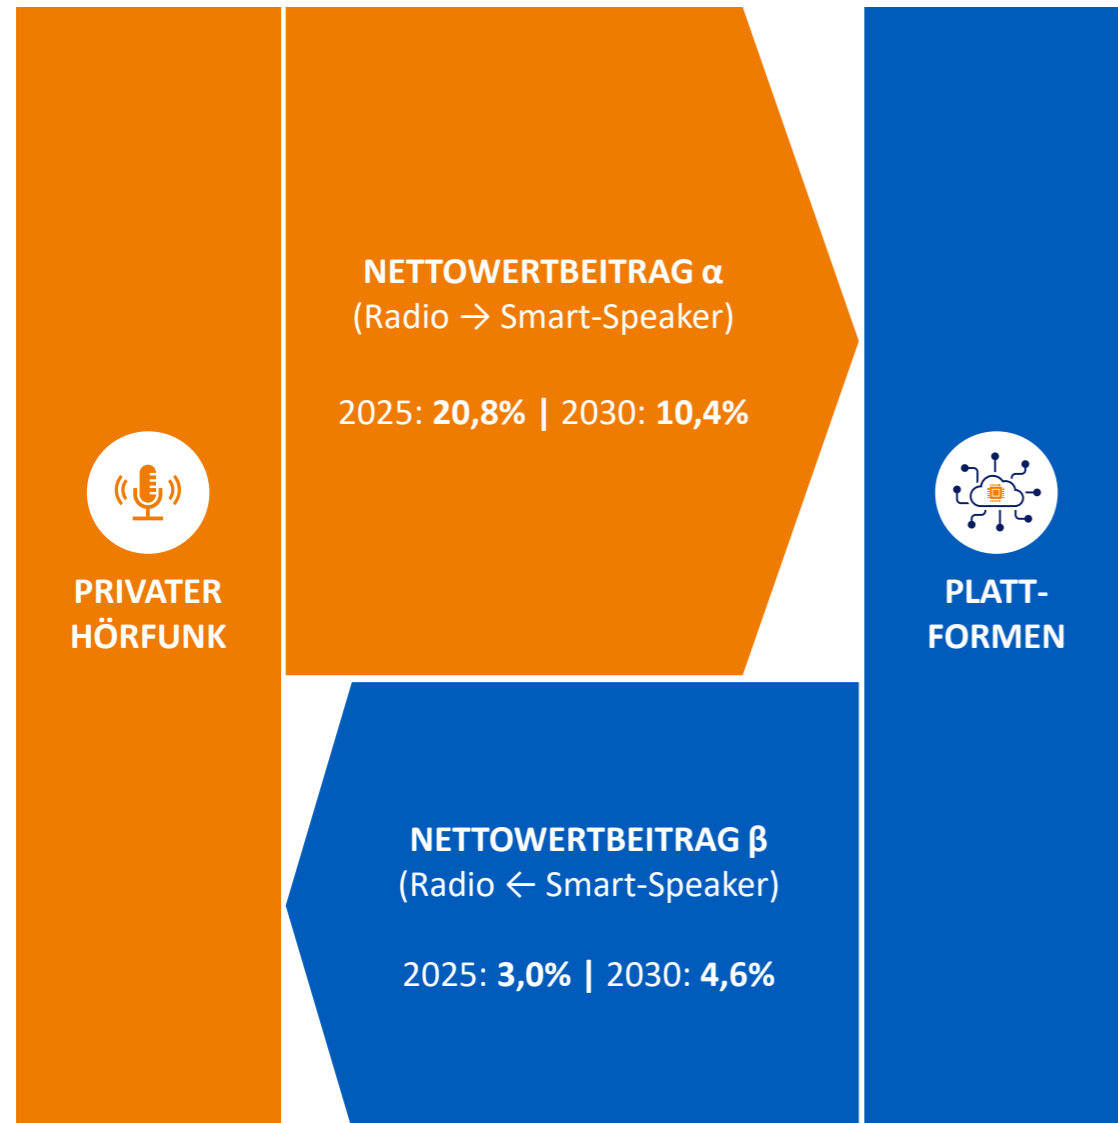 NETTOWERTBEITRAG α
(Radio → Smart-Speaker)
2025: 20,8% | 2030: 10,4%
PRIVATER
HÖRFUNK
PLATT-
FORMEN
NETTOWERTBEITRAG β
(Radio ← Smart-Speaker)
2025: 3,0% | 2030: 4,6%